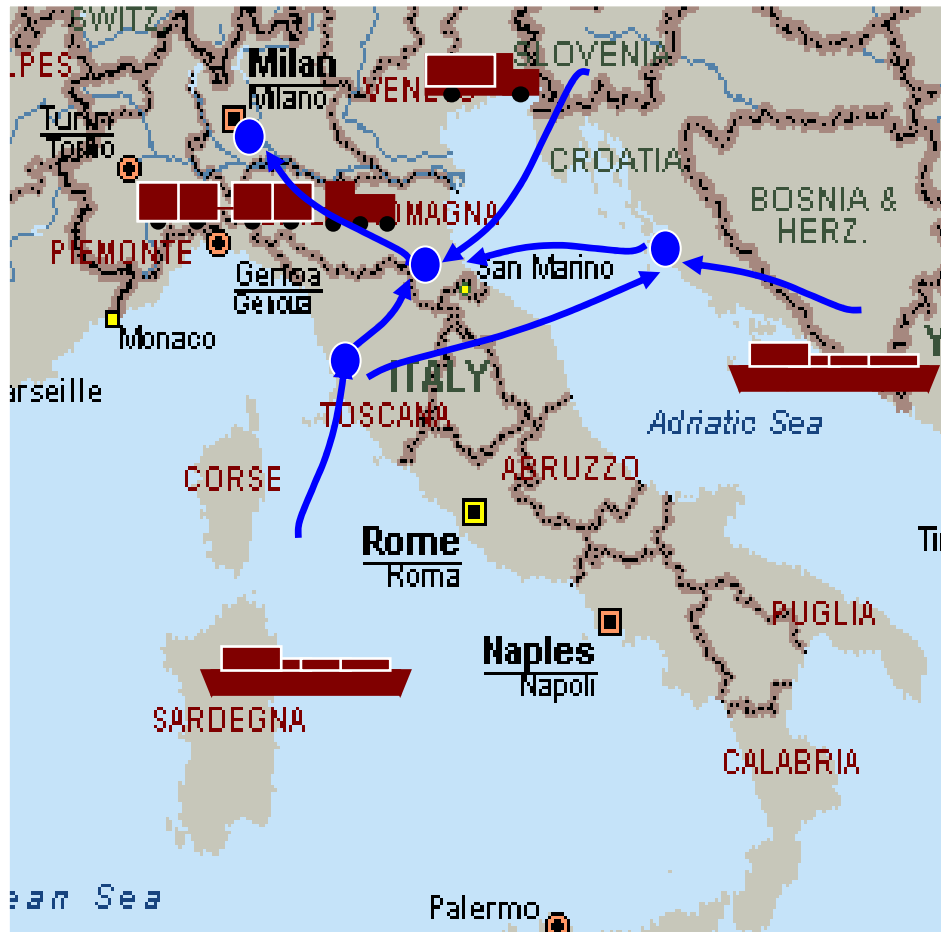 SWITZ
SLOVENIA
LPES
Milan
Milano
VENE
Turin
Torino
CROATIA
BOSNIA &
HERZ.
OMAGNA
PIEMONTE
San Marino
Genoa
Genova
Monaco
Y
ITALY
arseille
TOSCANA
Adriatic Sea
CORSE
ABRUZZO
Rome
Roma
PUGLIA
Naples
Napoli
SARDEGNA
CALABRIA
ean Sea
Palermo